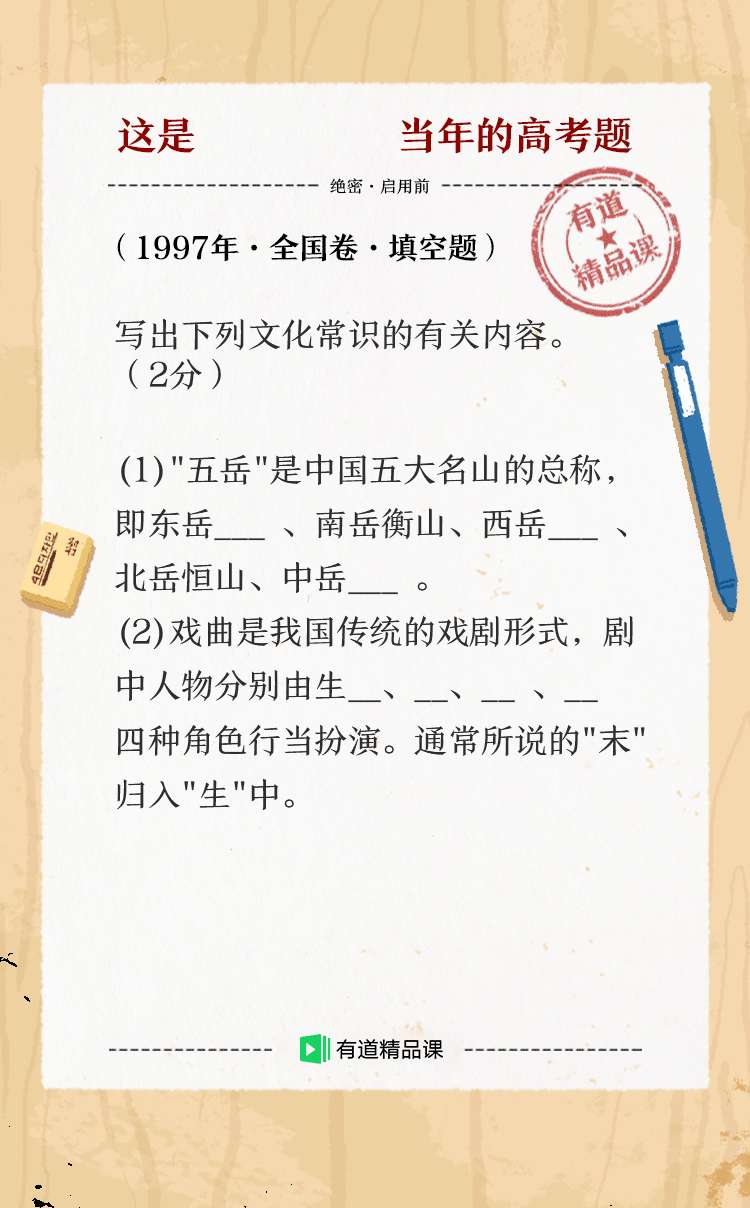 这是 当年的高考题
绝密·启用前
有道
精品课
（1997年·全国卷·填空题）
写出下列文化常识的有关内容。
（2分）
(1)"五岳"是中国五大名山的总称，
即东岳___ 、南岳衡山、西岳___ 、
北岳恒山、中岳___ 。
(2)戏曲是我国传统的戏剧形式，剧
中人物分别由生__、__、__ 、__
四种角色行当扮演。通常所说的"末"
归入"生"中。
有道精品课